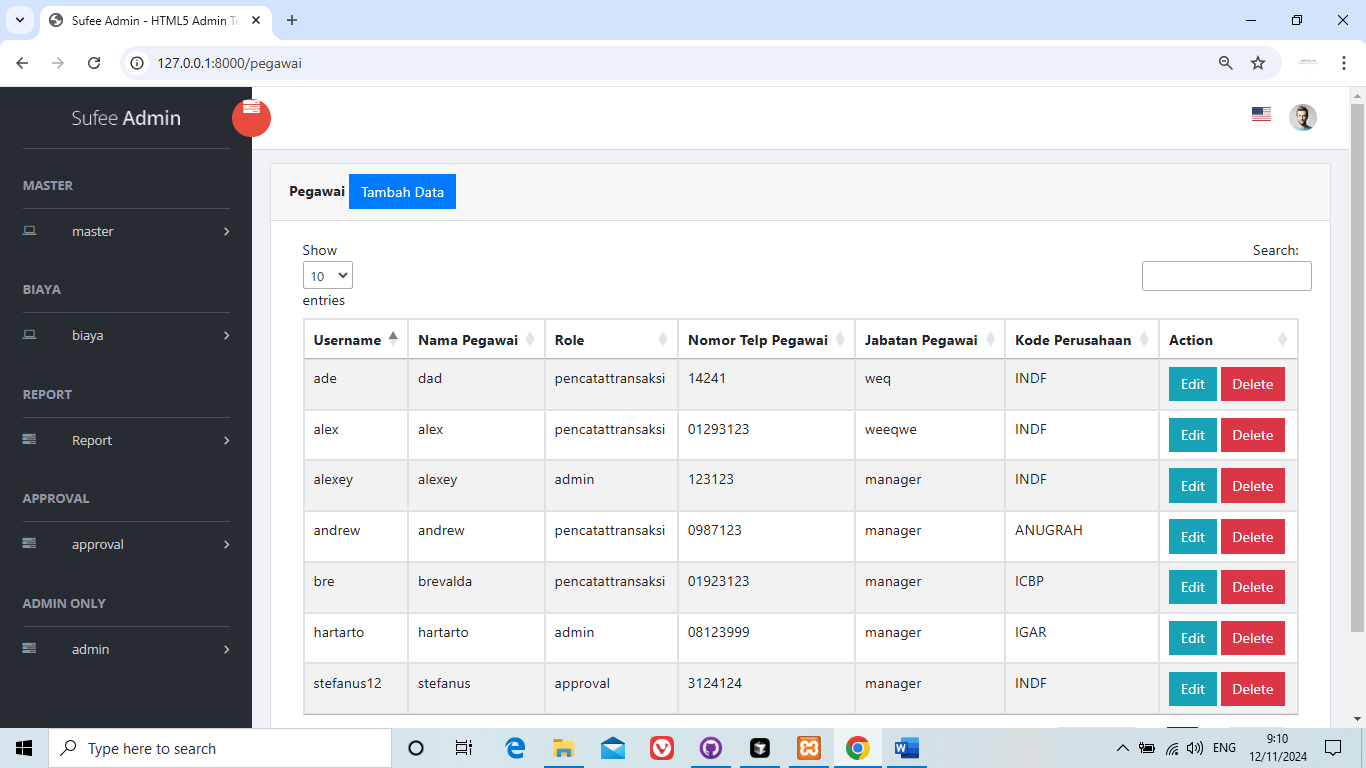 Sufee Admin - HTML5 Admin Te
127.0.0.1:8000/pegawai
Sufee Admin
MASTER
master
BIAYA
biaya
REPORT
Report
APPROVAL
approval
ADMIN ONLY
admin
Pegawai Tambah Data
Show
10
entries
Search:
Username Nama Pegawai Role Nomor Telp Pegawai Jabatan Pegawai Kode Perusahaan Action
ade dad pencatattransaksi 14241 weq INDF Edit Delete
alex alex pencatattransaksi 01293123 weeqwe INDF Edit Delete
alexey alexey admin 123123 manager INDF Edit Delete
andrew andrew pencatattransaksi 0987123 manager ANUGRAH Edit Delete
bre brevalda pencatattransaksi 01923123 manager ICBP Edit Delete
hartarto hartarto admin 08123999 manager IGAR Edit Delete
stefanus12 stefanus approval 3124124 manager INDF Edit Delete
Type here to search
ENG
9:10
12/11/2024